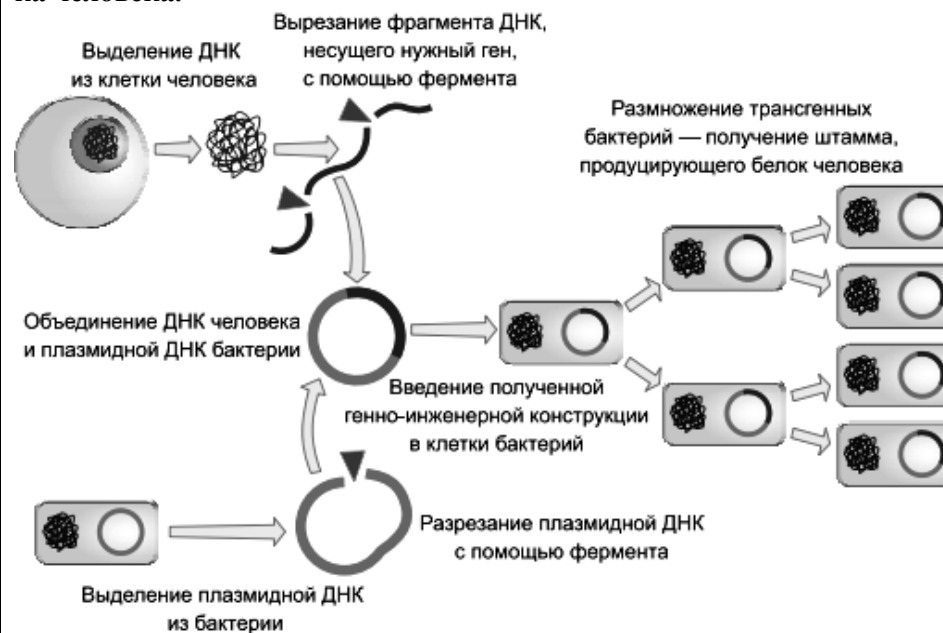 на человека.
Вырезание фрагмента ДНК,
несущего нужный ген,
с помощью фермента
Выделение ДНК
из клетки человека
Размножение трансгенных
бактерий — получение штамма,
продуцирующего белок человека
Объединение ДНК человека
и плазмидной ДНК бактерии
Введение полученной
генно-инженерной конструкции
в клетки бактерий
Разрезание плазмидной ДНК
с помощью фермента
Выделение плазмидной ДНК
из бактерии